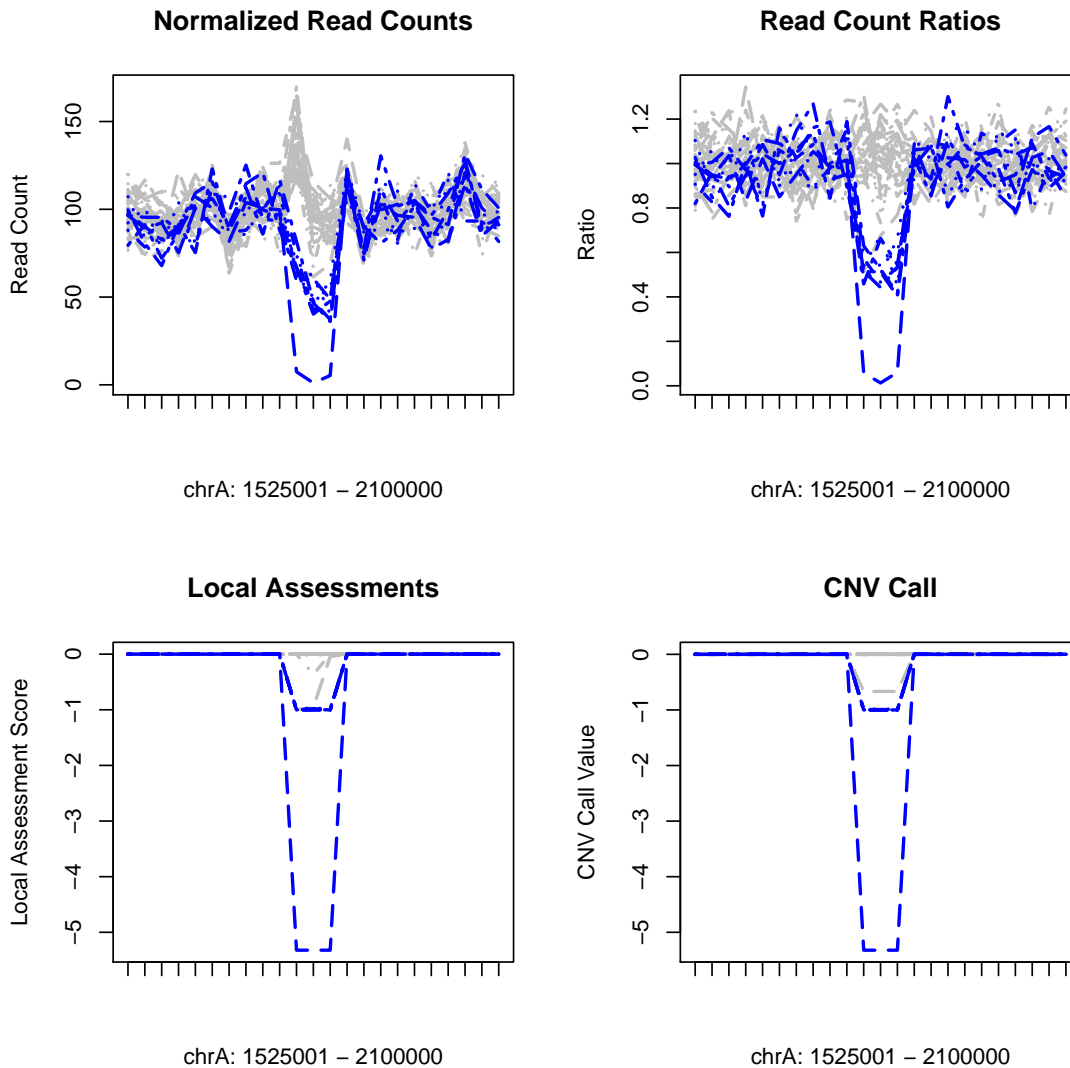 Normalized Read Counts
Read Count
150
100
50
0
chrA: 1525001 − 2100000
Read Count Ratios
Ratio
1.2
0.8
0.4
0.0
chrA: 1525001 − 2100000
Local Assessments
Local Assessment Score
0
−1
−2
−3
−4
−5
chrA: 1525001 − 2100000
CNV Call
CNV Call Value
0
−1
−2
−3
−4
−5
chrA: 1525001 − 2100000